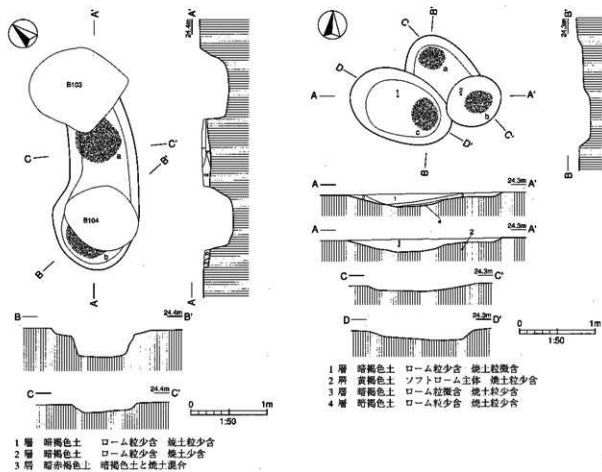 A'
24.4m
A'
B103
a
C
C'
B'
B104
b
B
A
A
B
24.4m
B'
C
24.4m
C'
0
1m
1:50
1 層 暗褐色土 ローム粒少含 焼土粒少含
2 層 暗褐色土 ローム粒少含 焼土少含
3 層 暗赤褐色土 暗褐色土と焼土混合
B'
C
24.3m
B'
D
a
A
1
2
A'
b
c
C'
D'
B
B
A
24.3m
A'
1
4
A
24.3m
A'
3
2
C
24.3m
C'
D
24.3m
D'
0
1m
1:50
1 層 暗褐色土 ローム粒少含 焼土粒微含
2 層 黄褐色土 ソフトローム主体 焼土粒少含
3 層 暗褐色土 ローム粒微含 焼土粒少含
4 層 暗褐色土 ローム粒少含 焼土粒少含